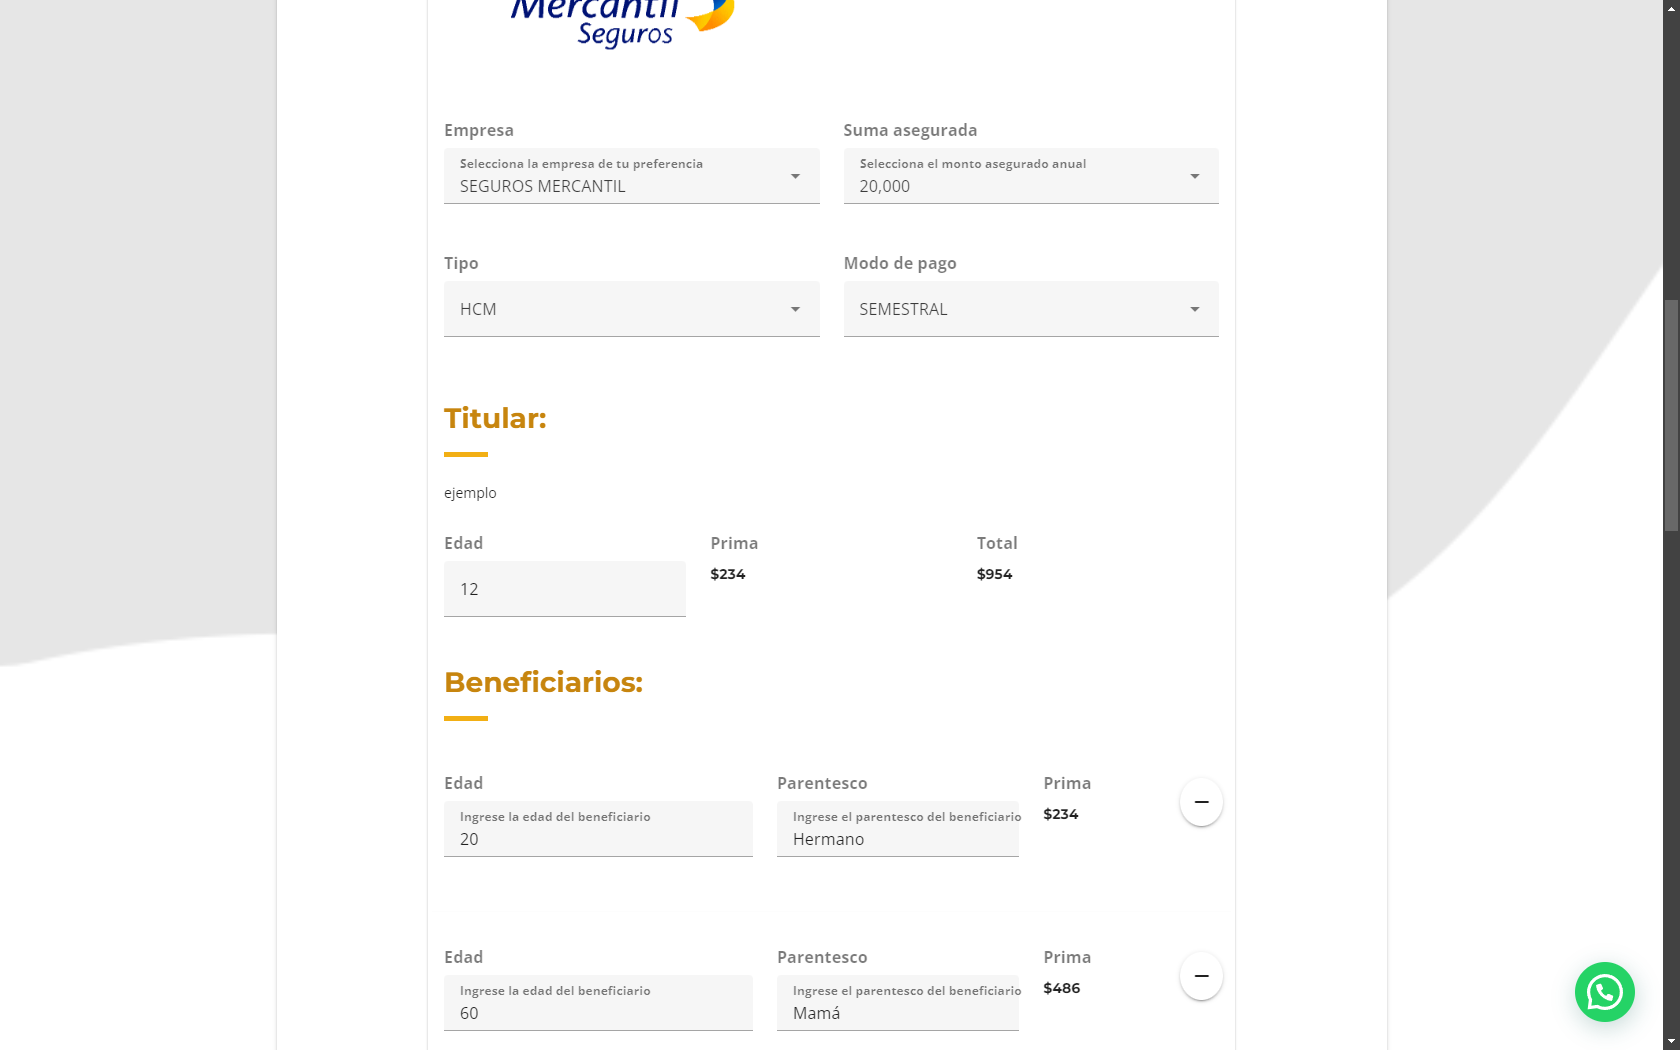 Mercantil
Seguros
Empresa
Suma asegurada
Selecciona la empresa de tu preferencia
Selecciona el monto asegurado anual
SEGUROS MERCANTIL
20,000
Tipo
Modo de pago
HCM
SEMESTRAL
Titular:
ejemplo
Edad
Prima
Total
$234
$954
12
Beneficiarios:
Edad
Parentesco
Prima
Ingrese la edad del beneficiario
Ingrese el parentesco del beneficiario
$234
20
Hermano
Edad
Parentesco
Prima
Ingrese la edad del beneficiario
Ingrese el parentesco del beneficiario
$486
60
Mamá